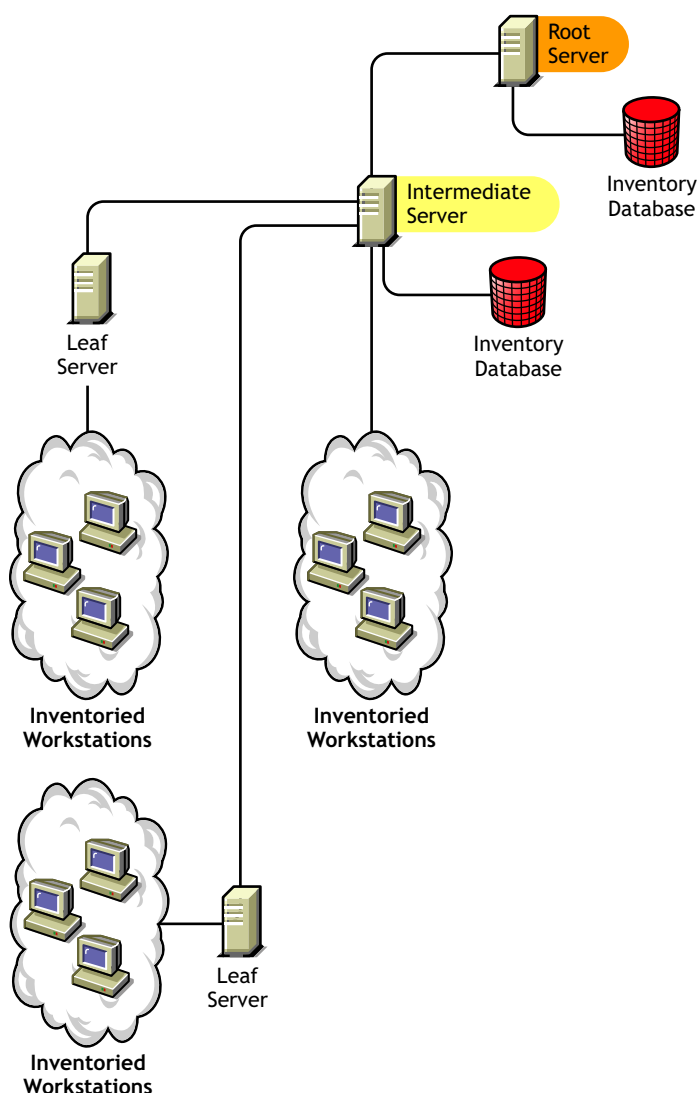 Root
Server
Inventory
Database
Intermediate
Server
Inventory
Database
Leaf
Server
Inventoried
Workstations
Inventoried
Workstations
Leaf
Server
Inventoried
Workstations